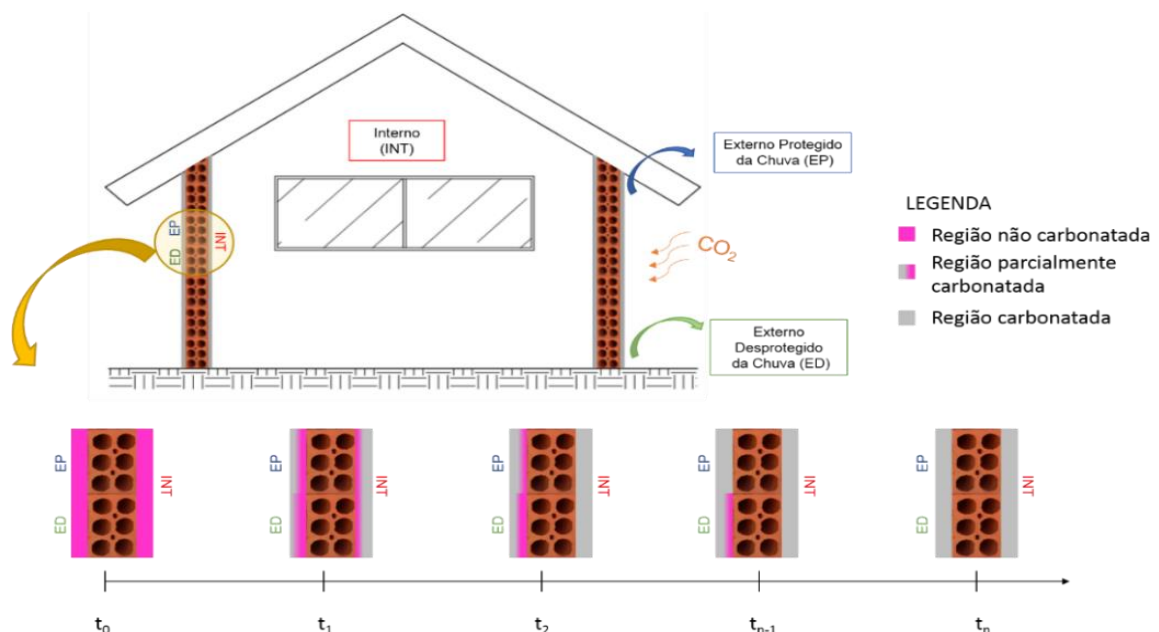 Interno
(INT)
Externo Protegido
da Chuva (EP)
EP
ED
INT
CO2
Externo
Desprotegido
da Chuva (ED)
LEGENDA
Região não carbonatada
Região parcialmente
carbonatada
Região carbonatada
EP
ED
INT
EP
ED
INT
EP
ED
INT
EP
ED
INT
EP
ED
INT
t0
t1
t2
tn-1
tn